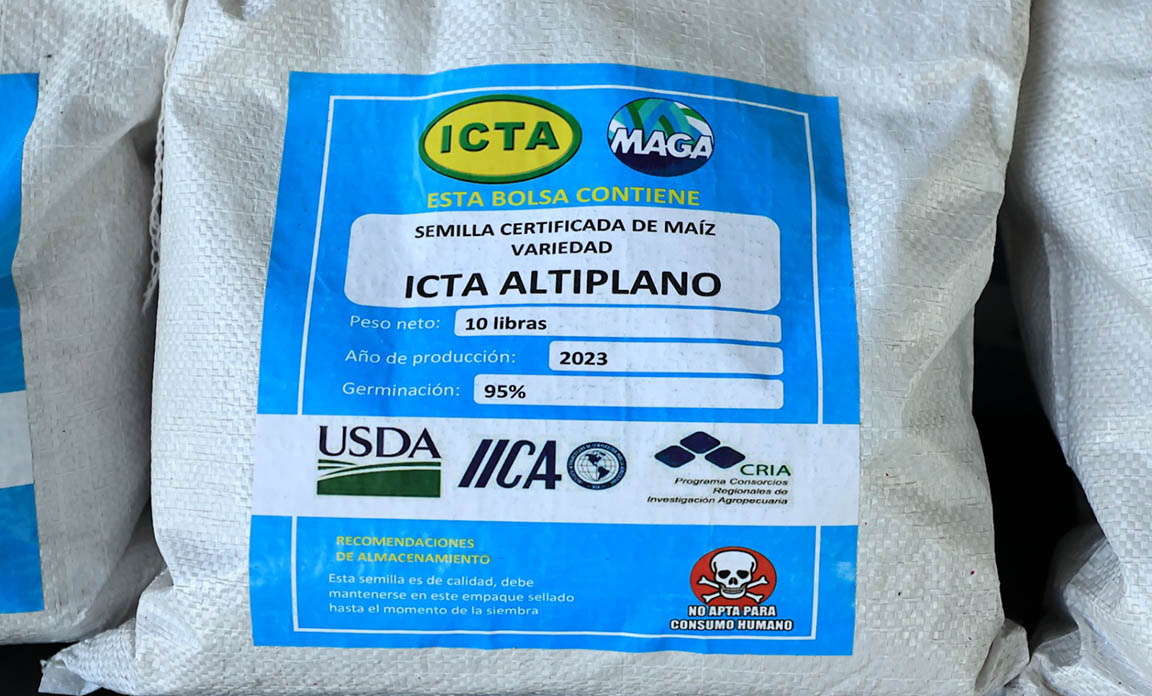 ICTA MAGA
ESTA BOLSA CONTIENE
SEMILLA CERTIFICADA DE MAÍZ
VARIEDAD
ICTA ALTIPLANO
Peso neto: 10 libras
Año de producción: 2023
Germinación: 95%
USDA IICA CRIA
Programa Consorcios
Regionales de
Investigación Agropecuaria
RECOMENDACIONES
DE ALMACENAMIENTO
Esta semilla es de calidad, debe
mantenerse en este empaque sellado
hasta el momento de la siembra
NO APTA PARA
CONSUMO HUMANO